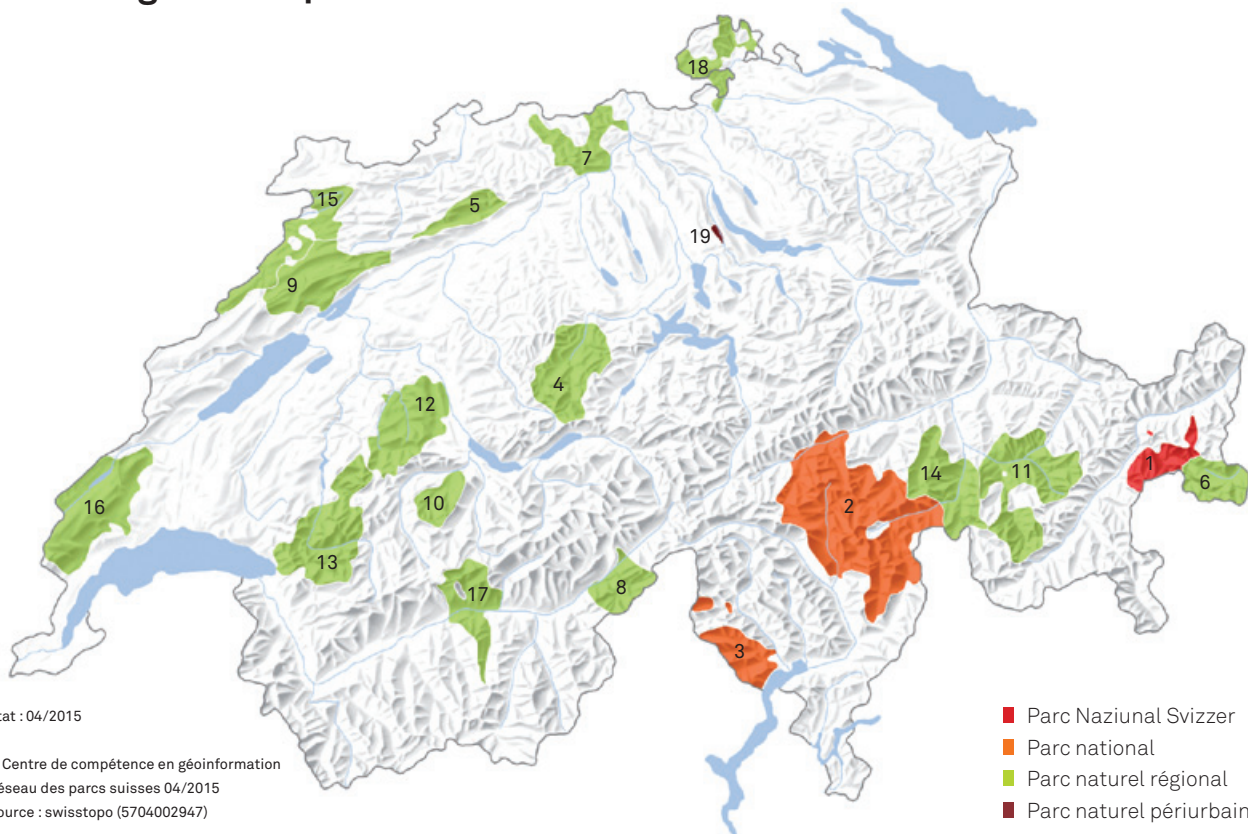 18
7
15
5
19
9
4
12
14
11
1
6
16
10
2
13
17
8
3
tat : 04/2015
Centre de compétence en géoinformation
éseau des parcs suisses 04/2015
ource : swisstopo (5704002947)
Parc Naziunal Svizzer
Parc national
Parc naturel régional
Parc naturel périurbain